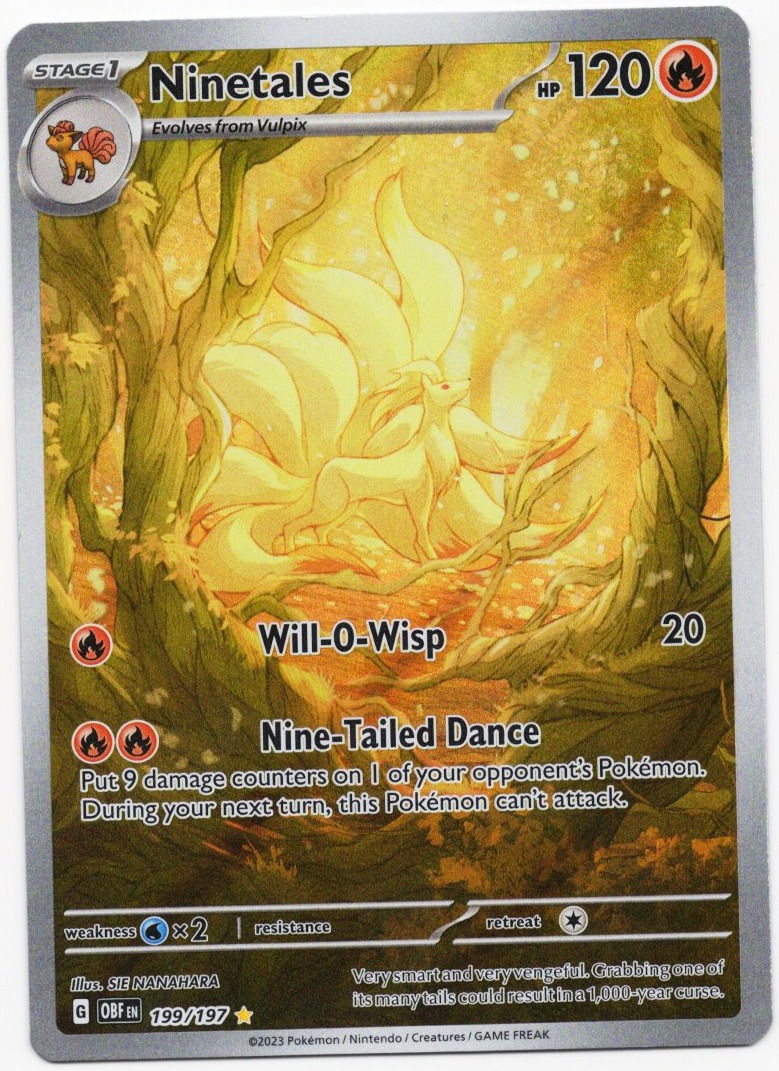 STAGE 1
Ninetales
HP 120
Evolves from Vulpix
Will-O-Wisp 20
Nine-Tailed Dance
Put 9 damage counters on 1 of your opponent's Pokémon.
During your next turn, this Pokémon can't attack.
weakness ×2 resistance retreat
Illus. SIE NANAHARA
Very smart and very vengeful. Grabbing one of
its many tails could result in a 1,000-year curse.
G OBF EN 199/197
©2023 Pokémon / Nintendo / Creatures / GAME FREAK